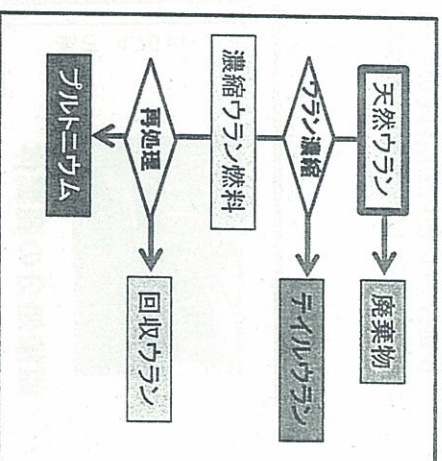 天然ウラン
廃棄物
ウラン濃縮
テイルウラン
濃縮ウラン燃料
再処理
回収ウラン
プルトニウム